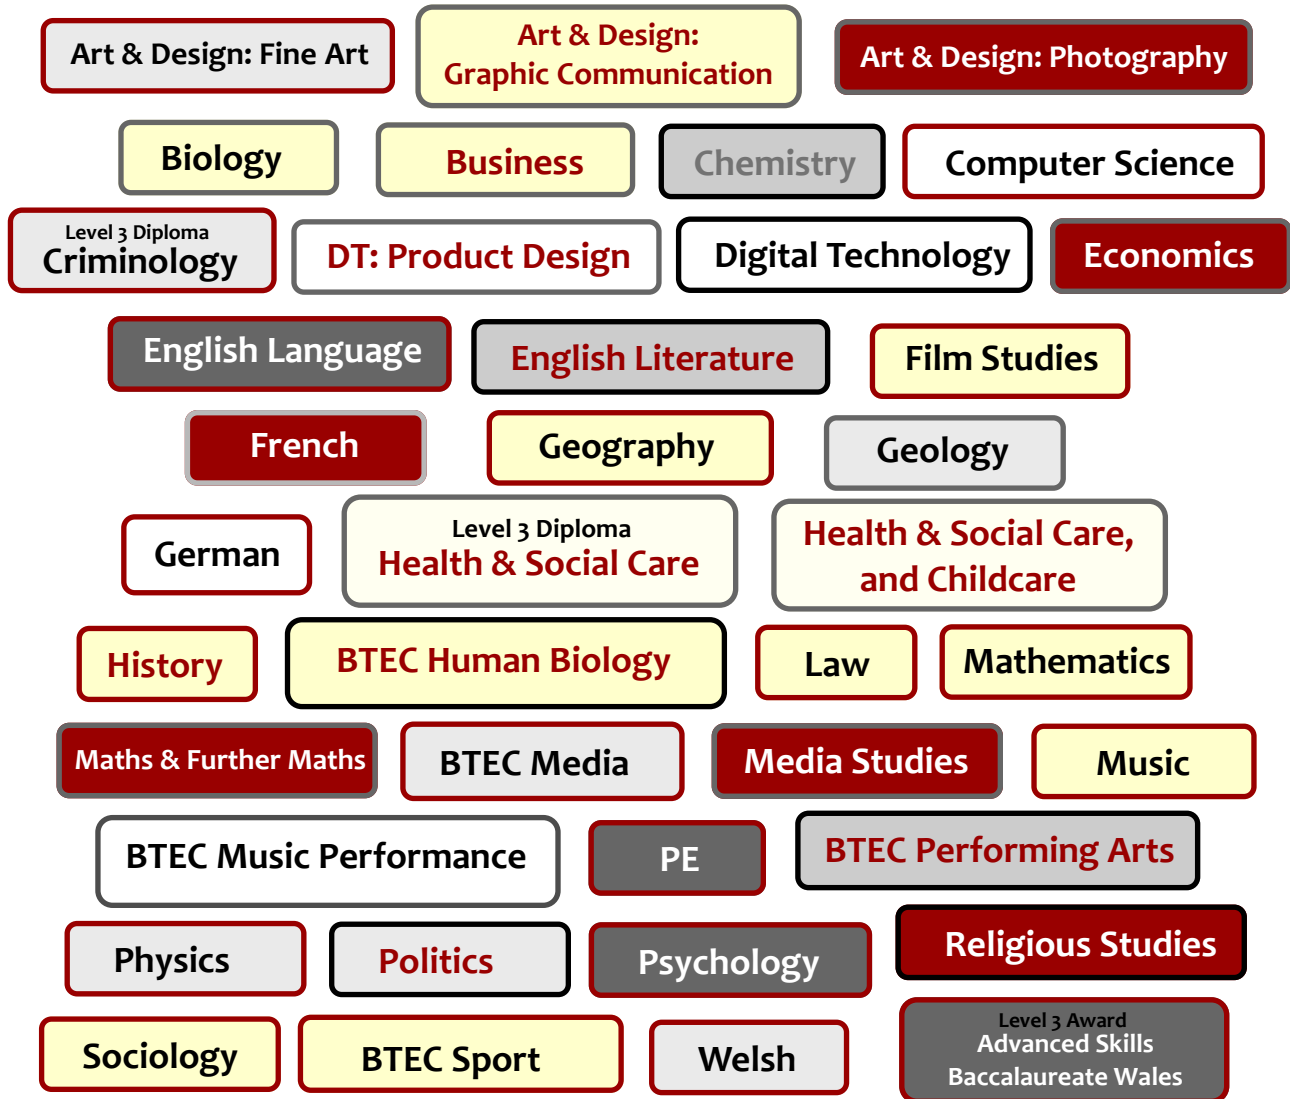 Art & Design: Fine Art
Art & Design:
Graphic Communication
Art & Design: Photography
Biology
Business
Chemistry
Computer Science
Level 3 Diploma
Criminology
DT: Product Design
Digital Technology
Economics
English Language
English Literature
Film Studies
French
Geography
Geology
German
Level 3 Diploma
Health & Social Care
Health & Social Care,
and Childcare
History
BTEC Human Biology
Law
Mathematics
Maths & Further Maths
BTEC Media
Media Studies
Music
BTEC Music Performance
PE
BTEC Performing Arts
Physics
Politics
Psychology
Religious Studies
Sociology
BTEC Sport
Welsh
Level 3 Award
Advanced Skills
Baccalaureate Wales